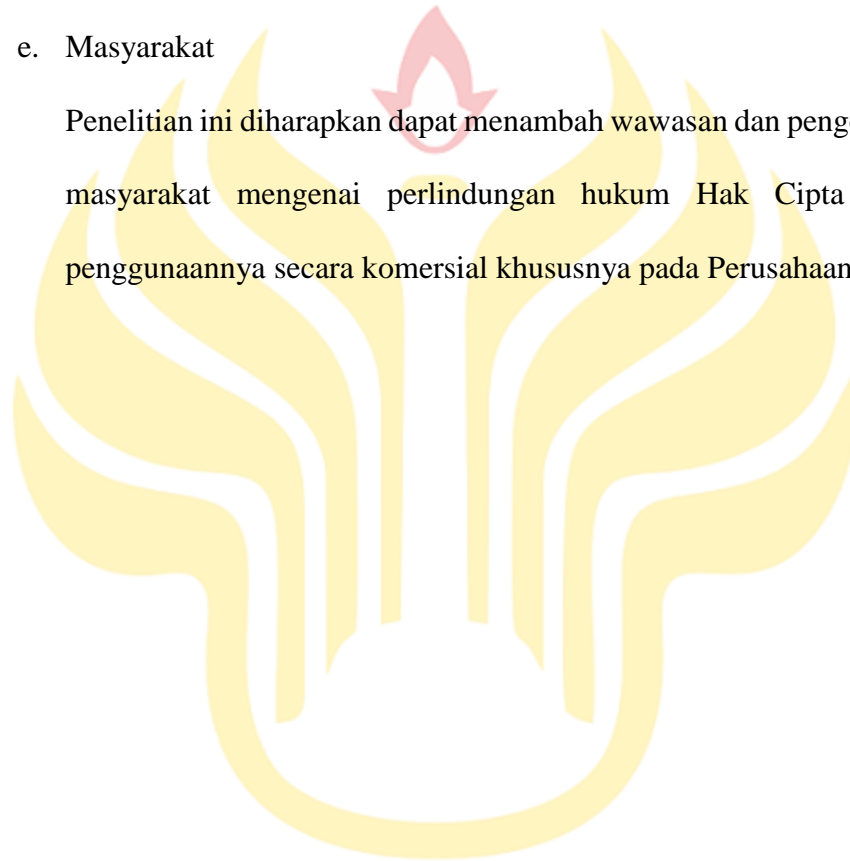 e. Masyarakat
Penelitian ini diharapkan dapat menambah wawasan dan
masyarakat mengenai perlindungan hukum Hak Cipta
penggunaannya secara komersial khususnya pada Perusahaan